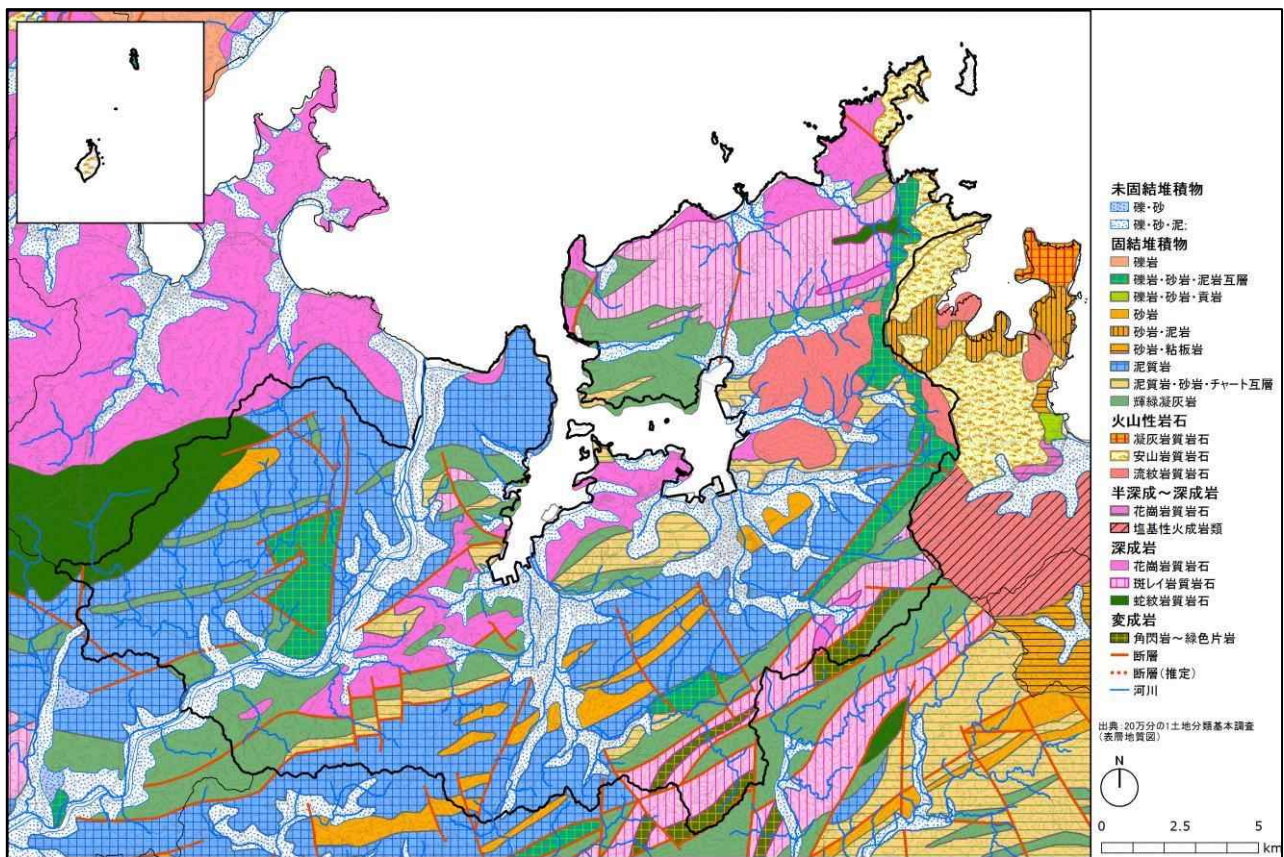 未固結堆積物
礫・砂
礫・砂・泥;
固結堆積物
礫岩
礫岩・砂岩・泥岩互層
礫岩・砂岩・頁岩
砂岩
砂岩・泥岩
砂岩・粘板岩
泥質岩
泥質岩・砂岩・チャート互層
輝緑凝灰岩
火山性岩石
凝灰岩質岩石
安山岩質岩石
流紋岩質岩石
半深成～深成岩
花崗岩質岩石
塩基性火成岩類
深成岩
花崗岩質岩石
斑レイ岩質岩石
蛇紋岩質岩石
変成岩
角閃岩～緑色片岩
断層
断層(推定)
河川
出典:20万分の1土地分類基本調査
(表層地質図)
N
0 2.5 5
km